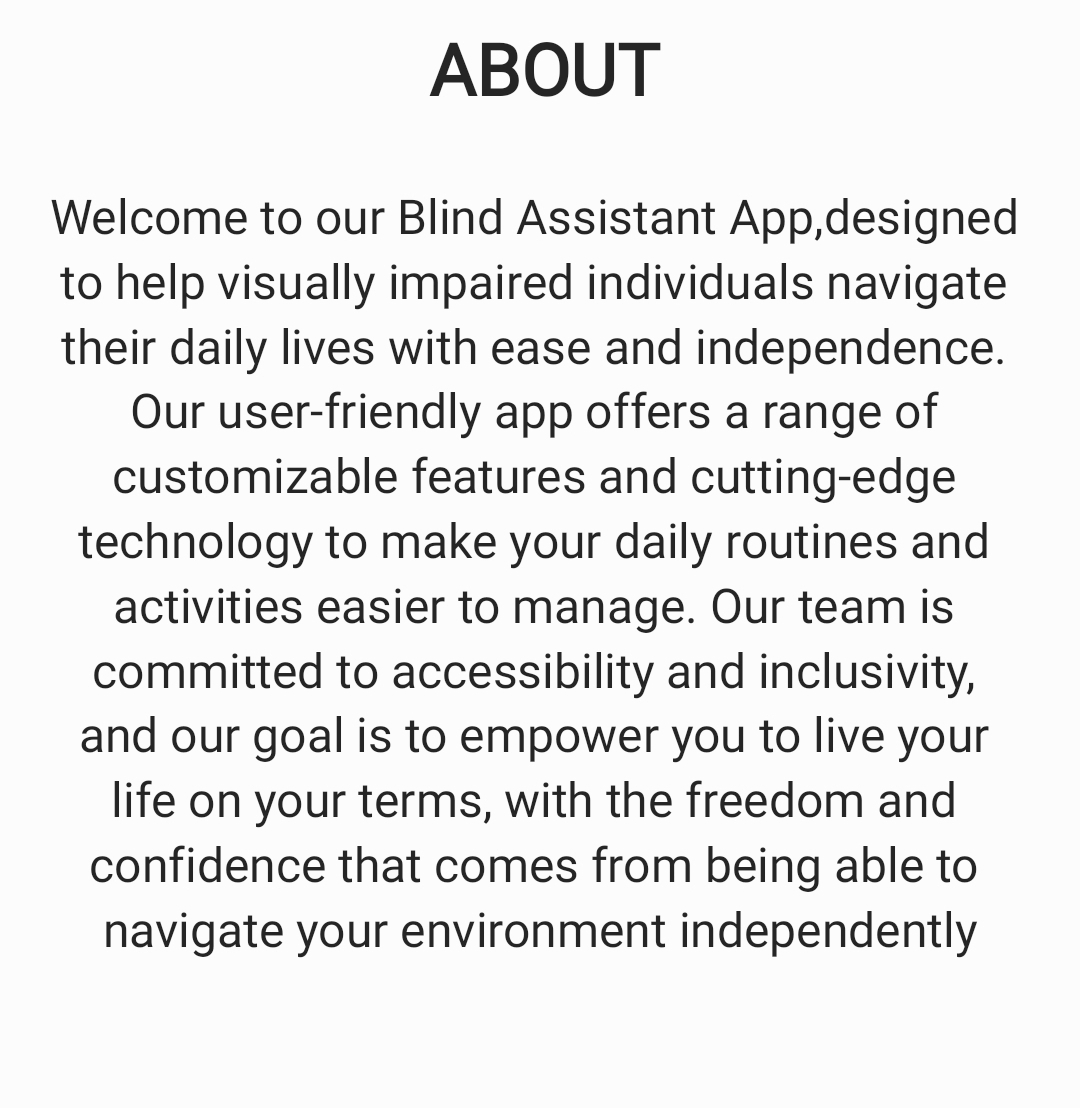 ABOUT
Welcome to our Blind Assistant App,designed
to help visually impaired individuals navigate
their daily lives with ease and independence.
Our user-friendly app offers a range of
customizable features and cutting-edge
technology to make your daily routines and
activities easier to manage. Our team is
committed to accessibility and inclusivity,
and our goal is to empower you to live your
life on your terms, with the freedom and
confidence that comes from being able to
navigate your environment independently